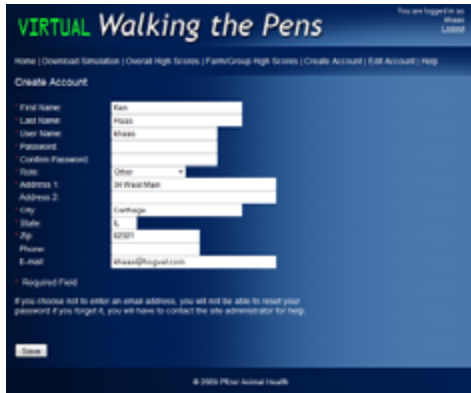 VIRTUAL Walking the Pens
You are logged in as
khaas
Logout
Home | Download Simulation | Overall High Scores | Farm/Group High Scores | Create Account | Edit Account | Help
Create Account
* First Name: Ken
* Last Name: Haas
* User Name: khaas
* Password:
* Confirm Password:
* Role: Other
* Address 1: 34 West Main
Address 2:
* City: Carthage
* State: IL
* Zip: 62321
Phone:
E-mail: khaas@hogvet.com
* Required Field
If you choose not to enter an email address, you will not be able to reset your
password if you forget it, you will have to contact the site administrator for help.
Save
© 2009 Pfizer Animal Health